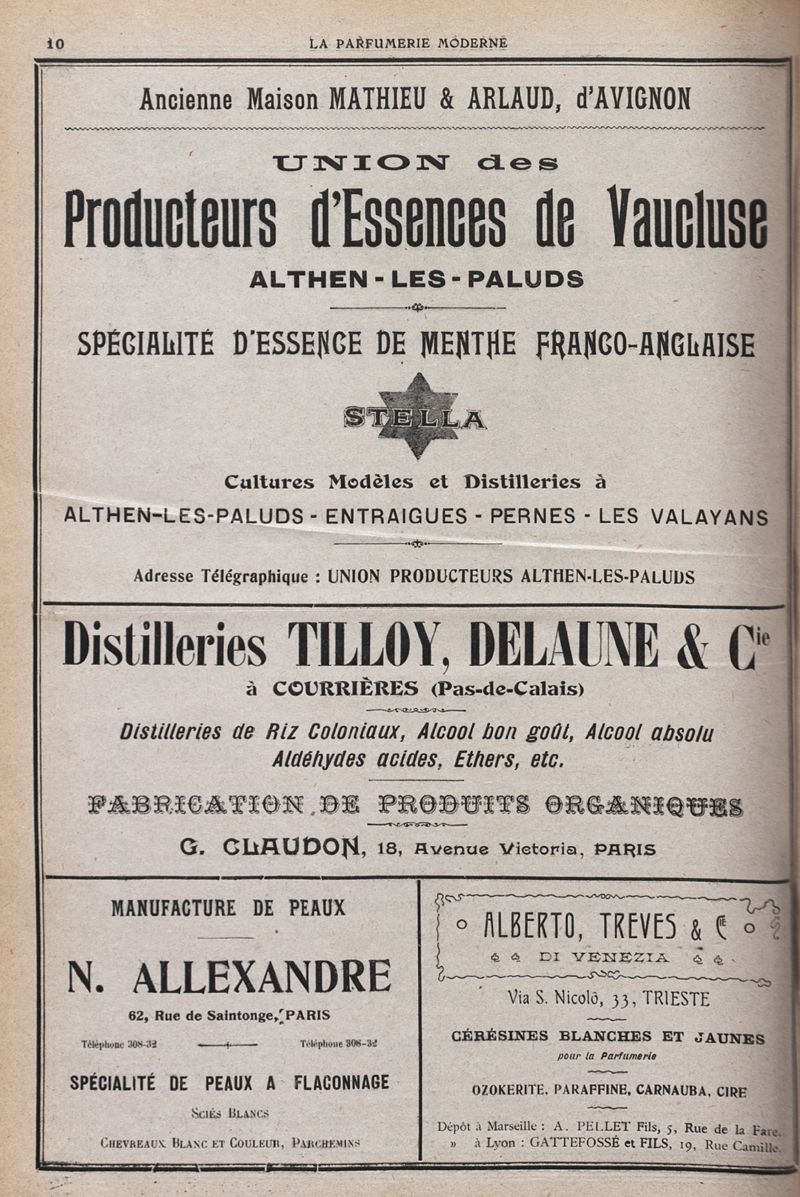 10
LA PARFUMERIE MODERNE
Ancienne Maison MATHIEU & ARLAUD, d'AVIGNON
UNION des
Producteurs d'Essences de Vaucluse
ALTHEN-LES-PALUDS
SPÉCIALITÉ D'ESSENCE DE MENTHE FRANCO-ANGLAISE
STELLA
Cultures Modèles et Distilleries à
ALTHEN-LES-PALUDS - ENTRAIGUES - PERNES - LES VALAYANS
Adresse Télégraphique : UNION PRODUCTEURS ALTHEN-LES-PALUDS
Distilleries TILLOY, DELAUNE & Cie
à COURRIÈRES (Pas-de-Calais)
Distilleries de Riz Coloniaux, Alcool bon goût, Alcool absolu
Aldéhydes acides, Ethers, etc.
FABRICATION DE PRODUITS ORGANIQUES
G. CLAUDON, 18, Avenue Victoria, PARIS
MANUFACTURE DE PEAUX
N. ALLEXANDRE
62, Rue de Saintonge, PARIS
Téléphone 308-32 Téléphone 308-32
SPÉCIALITÉ DE PEAUX A FLACONNAGE
SCIÉS BLANCS
CHEVREAUX BLANC ET COULEUR, PARCHEMINS
ALBERTO, TREVES & Cie
DI VENEZIA
Via S. Nicolò, 33, TRIESTE
CÉRÉSINES BLANCHES ET JAUNES
pour la Parfumerie
OZOKERITE, PARAFFINE, CARNAUBA, CIRE
Dépôt à Marseille : A. PELLET Fils, 5, Rue de la Fare.
» à Lyon : GATTEFOSSÉ et FILS, 19, Rue Camille.